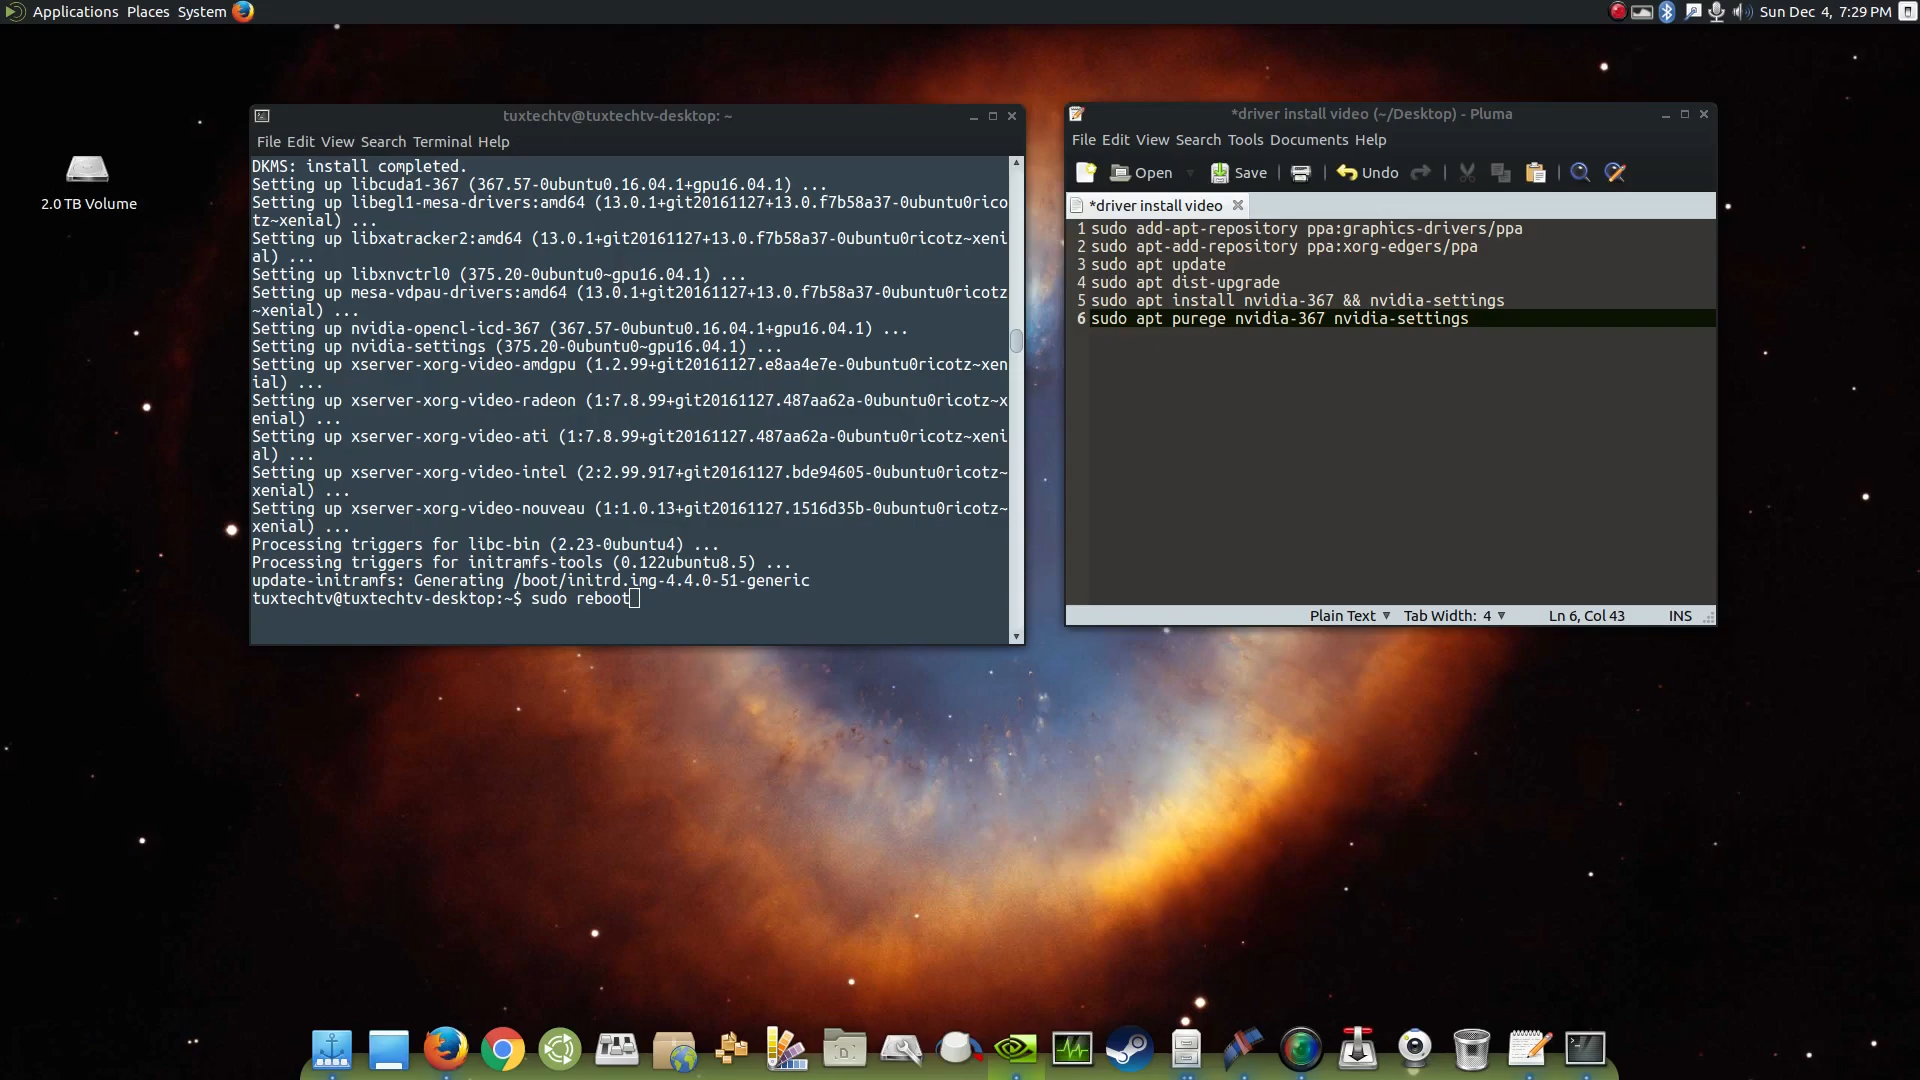 Applications Places System
Sun Dec 4, 7:29 PM
2.0 TB Volume
tuxtechtv@tuxtechtv-desktop: ~
File Edit View Search Terminal Help
DKMS: install completed.
Setting up libcuda1-367 (367.57-0ubuntu0.16.04.1+gpu16.04.1) ...
Setting up libegl1-mesa-drivers:amd64 (13.0.1+git20161127+13.0.f7b58a37-0ubuntu0rico
tz~xenial) ...
Setting up libxatracker2:amd64 (13.0.1+git20161127+13.0.f7b58a37-0ubuntu0ricotz~xeni
al) ...
Setting up libxnvctrl0 (375.20-0ubuntu0~gpu16.04.1) ...
Setting up mesa-vdpau-drivers:amd64 (13.0.1+git20161127+13.0.f7b58a37-0ubuntu0ricotz
~xenial) ...
Setting up nvidia-opencl-icd-367 (367.57-0ubuntu0.16.04.1+gpu16.04.1) ...
Setting up nvidia-settings (375.20-0ubuntu0~gpu16.04.1) ...
Setting up xserver-xorg-video-amdgpu (1.2.99+git20161127.e8aa4e7e-0ubuntu0ricotz~xen
ial) ...
Setting up xserver-xorg-video-radeon (1:7.8.99+git20161127.487aa62a-0ubuntu0ricotz~x
enial) ...
Setting up xserver-xorg-video-ati (1:7.8.99+git20161127.487aa62a-0ubuntu0ricotz~xeni
al) ...
Setting up xserver-xorg-video-intel (2:2.99.917+git20161127.bde94605-0ubuntu0ricotz~
xenial) ...
Setting up xserver-xorg-video-nouveau (1:1.0.13+git20161127.1516d35b-0ubuntu0ricotz~
xenial) ...
Processing triggers for libc-bin (2.23-0ubuntu4) ...
Processing triggers for initramfs-tools (0.122ubuntu8.5) ...
update-initramfs: Generating /boot/initrd.img-4.4.0-51-generic
tuxtechtv@tuxtechtv-desktop:~$ sudo reboot
*driver install video (~/Desktop) - Pluma
File Edit View Search Tools Documents Help
Open Save Undo
*driver install video
1 sudo add-apt-repository ppa:graphics-drivers/ppa
2 sudo apt-add-repository ppa:xorg-edgers/ppa
3 sudo apt update
4 sudo apt dist-upgrade
5 sudo apt install nvidia-367 && nvidia-settings
6 sudo apt purege nvidia-367 nvidia-settings
Plain Text Tab Width: 4 Ln 6, Col 43 INS